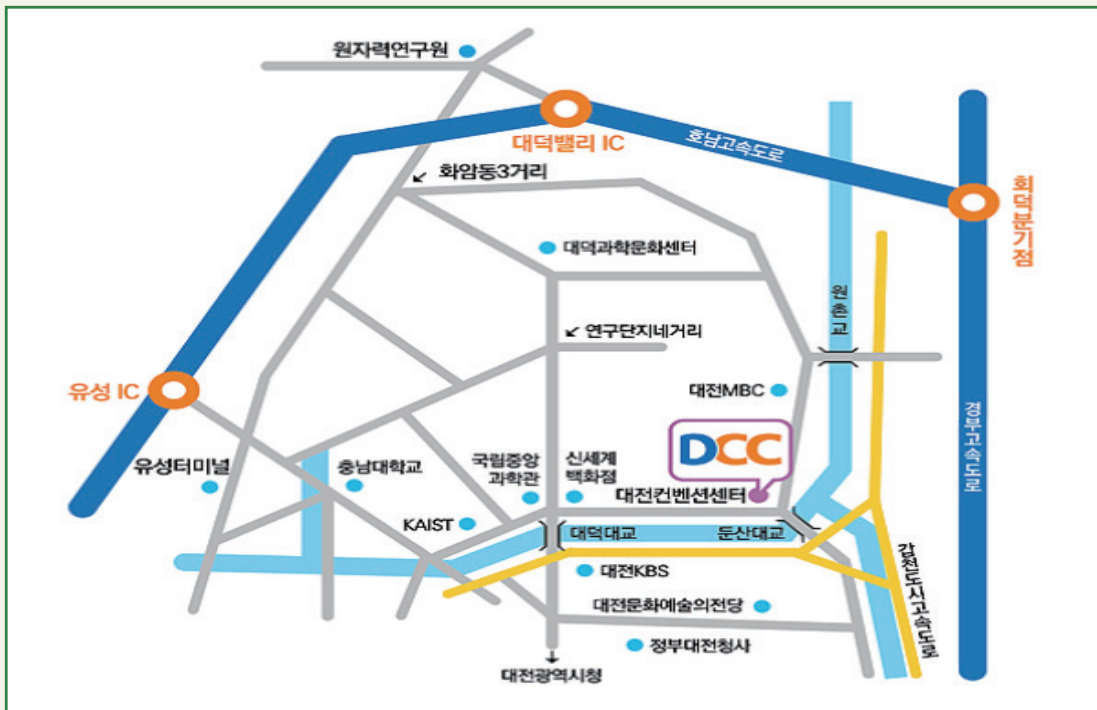 원자력연구원
대덕밸리 IC
호남고속도로
화암동3거리
회덕분기점
대덕과학문화센터
원촌교
연구단지네거리
유성 IC
대전MBC
경부고속도로
DCC
유성터미널
충남대학교
국립중앙
과학관
신세계
백화점
대전컨벤션센터
KAIST
대덕대교
둔산대교
갑천도시고속도로
대전KBS
대전문화예술의전당
정부대전청사
대전광역시청